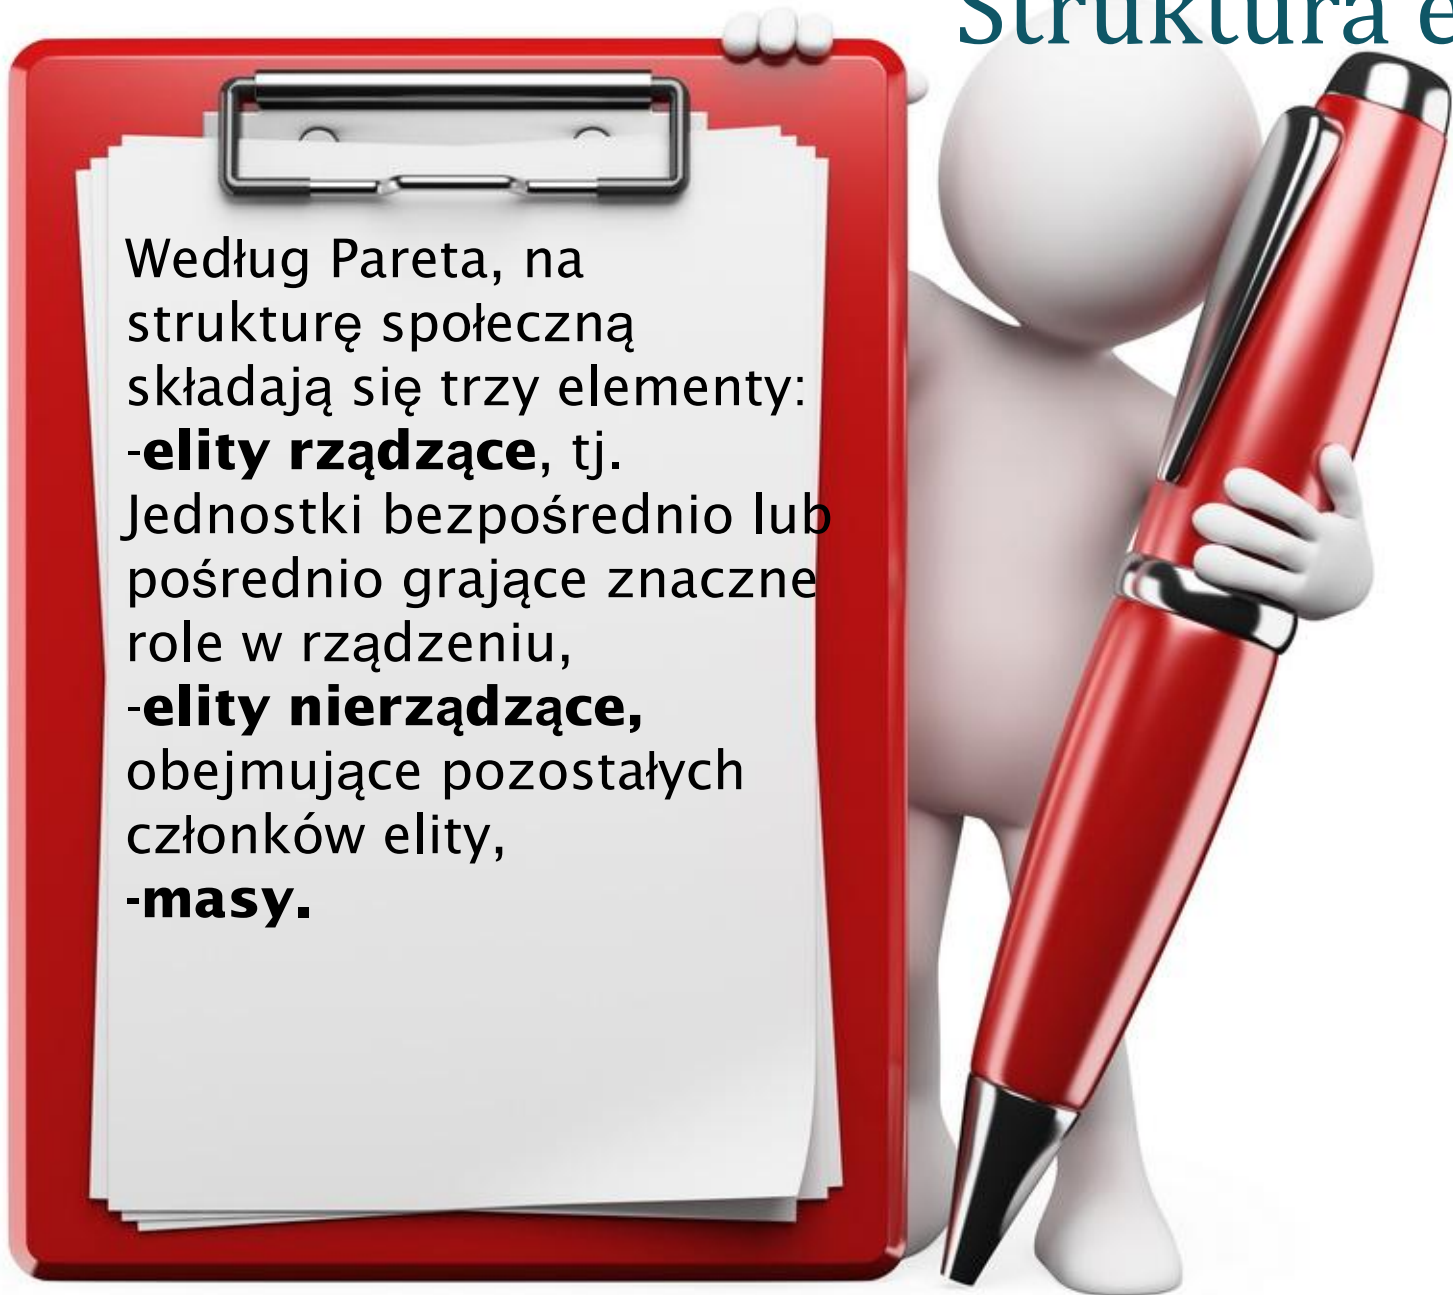 Struktura e
Według Pareta, na
strukturę społeczną
składają się trzy elementy:
-elity rządzące, tj.
Jednostki bezpośrednio lub
pośrednio grające znaczne
role w rządzeniu,
-elity nierządzące,
obejmujące pozostałych
członków elity,
-masy.